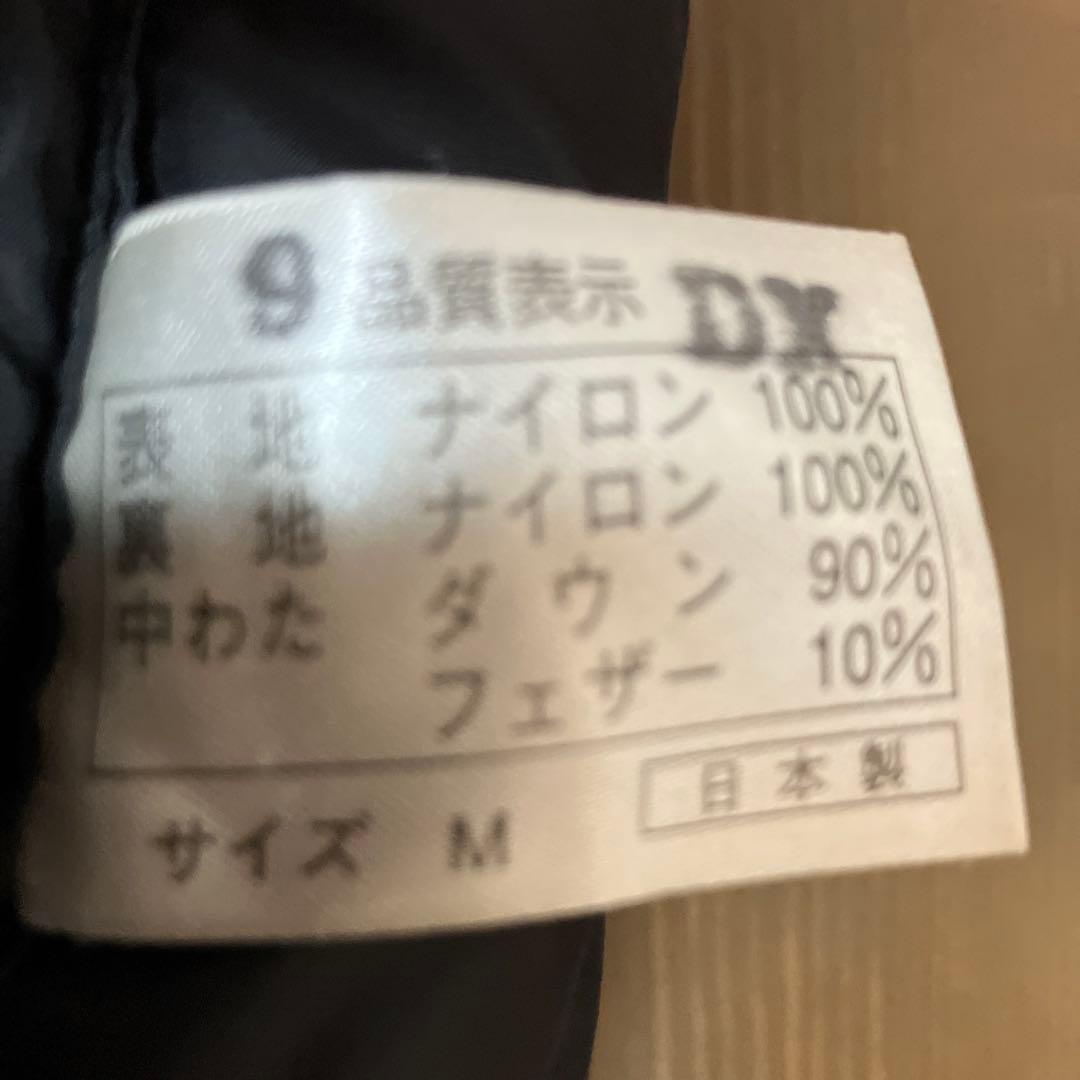 9 品質表示 DX
表 地 ナイロン 100%
裏 地 ナイロン 100%
中わた ダウン 90%
フェザー 10%
サイズ M 日本製